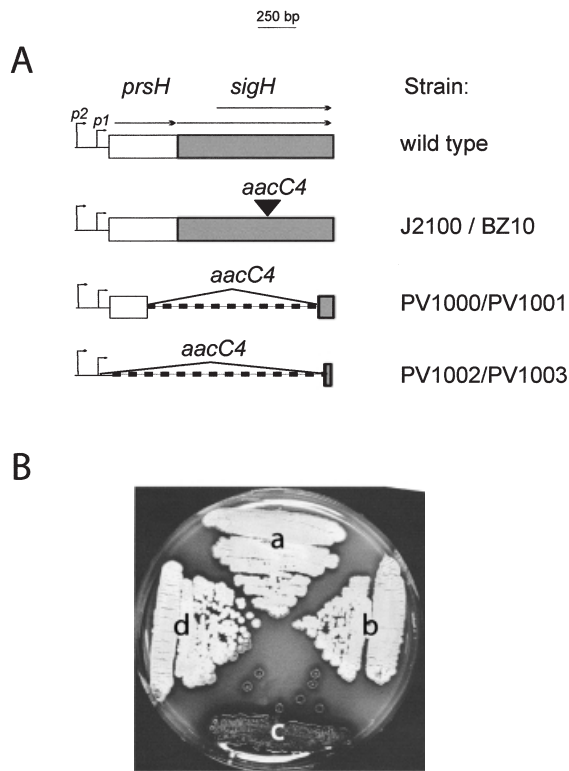 250 bp
A
prsH sigH Strain:
p2 p1
wild type
aacC4
J2100 / BZ10
aacC4
PV1000/PV1001
aacC4
PV1002/PV1003
B
a
d b
c